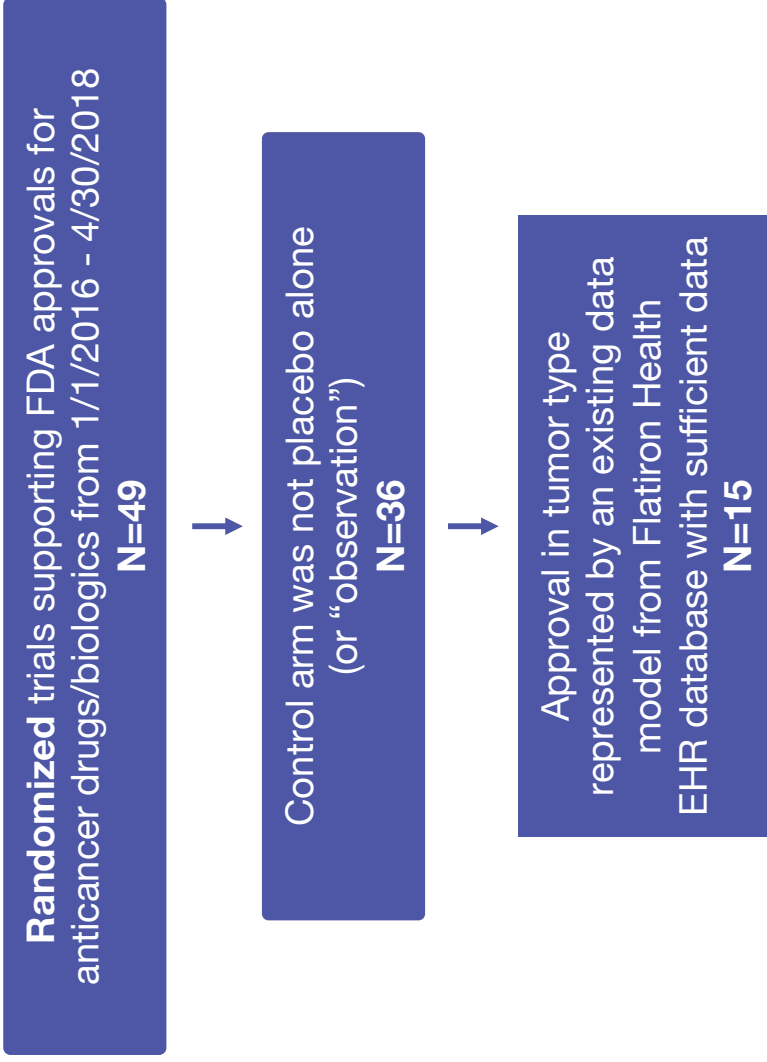 Randomized trials supporting FDA approvals for
anticancer drugs/biologics from 1/1/2016 - 4/30/2018
N=49
Control arm was not placebo alone
(or “observation”)
N=36
Approval in tumor type
represented by an existing data
model from Flatiron Health
EHR database with sufficient data
N=15